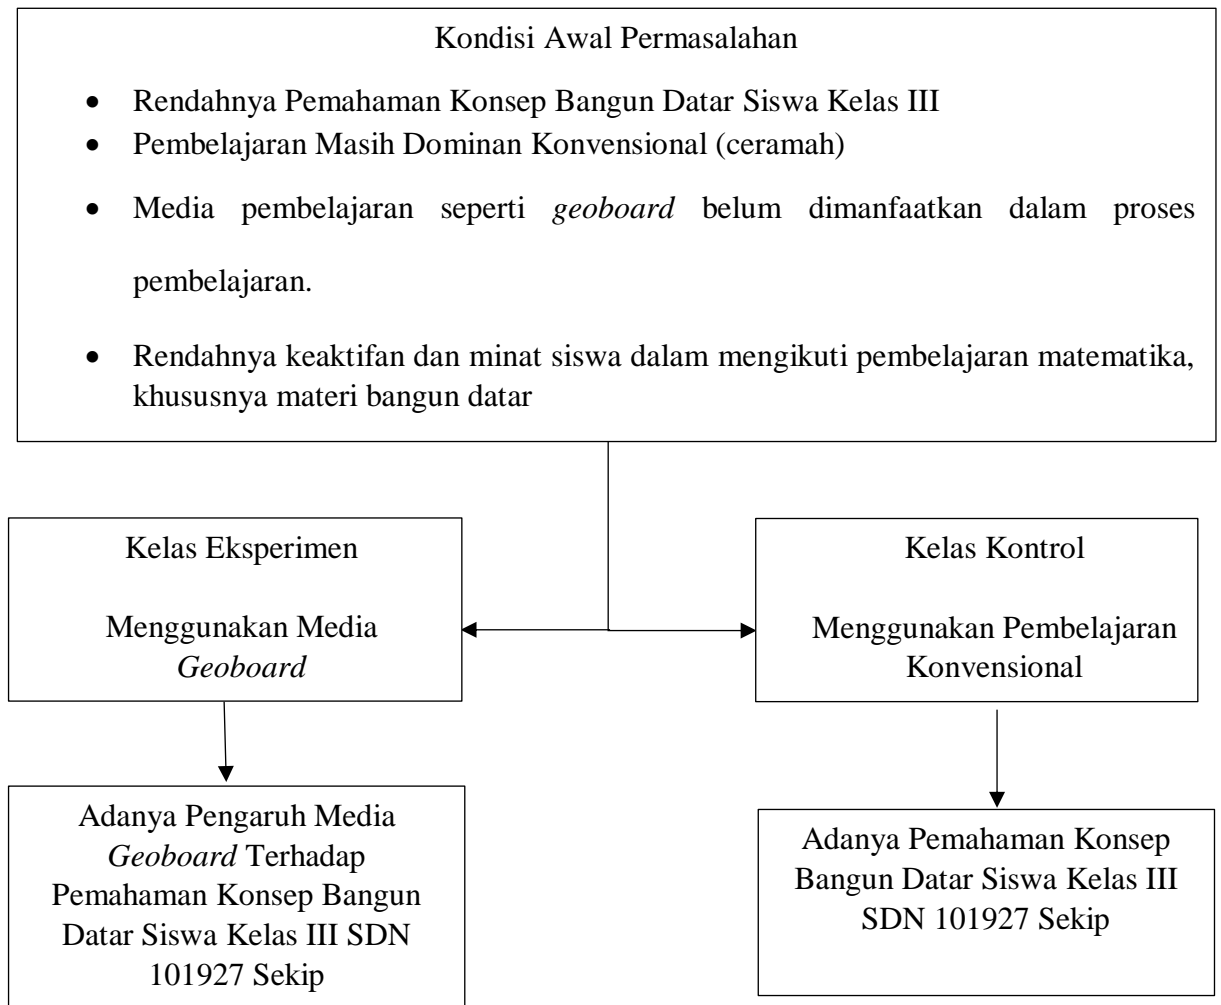 Kondisi Awal Permasalahan
• Rendahnya Pemahaman Konsep Bangun Datar Siswa Kelas III
• Pembelajaran Masih Dominan Konvensional (ceramah)
• Media pembelajaran seperti geoboard belum dimanfaatkan dalam proses
pembelajaran.
• Rendahnya keaktifan dan minat siswa dalam mengikuti pembelajaran matematika,
khususnya materi bangun datar
Kelas Eksperimen
Menggunakan Media
Geoboard
Kelas Kontrol
Menggunakan Pembelajaran
Konvensional
Adanya Pengaruh Media
Geoboard Terhadap
Pemahaman Konsep Bangun
Datar Siswa Kelas III SDN
101927 Sekip
Adanya Pemahaman Konsep
Bangun Datar Siswa Kelas III
SDN 101927 Sekip